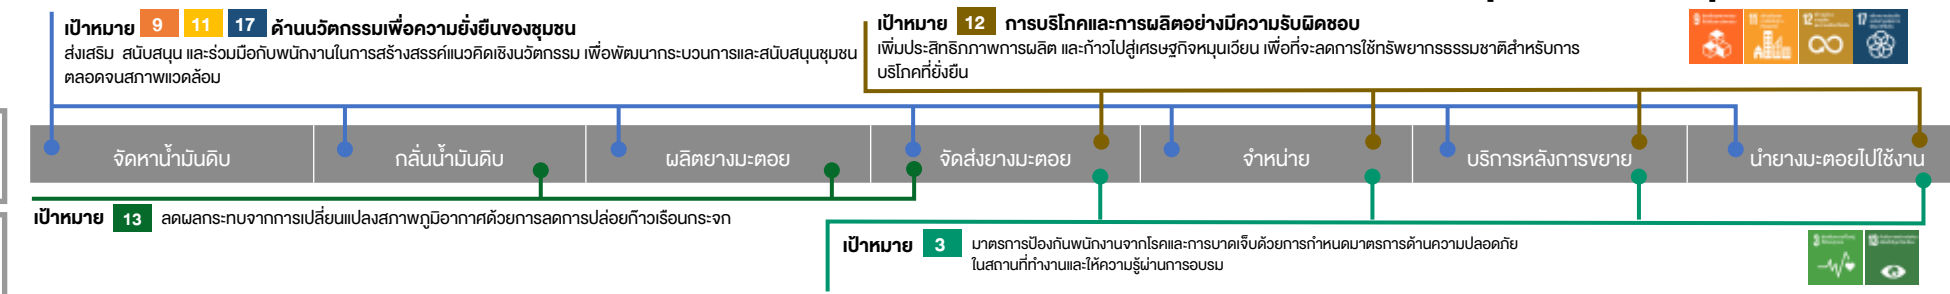 เป้าหมาย 9 11 17 ด้านนวัตกรรมเพื่อความยั่งยืนของชุมชน
ส่งเสริม สนับสนุน และร่วมมือกับพนักงานในการสร้างสรรค์แนวคิดเชิงนวัตกรรม เพื่อพัฒนากระบวนการและสนับสนุนชุมชน
ตลอดจนสภาพแวดล้อม
เป้าหมาย 12 การบริโภคและการผลิตอย่างมีความรับผิดชอบ
เพิ่มประสิทธิภาพการผลิต และก้าวไปสู่เศรษฐกิจหมุนเวียน เพื่อที่จะลดการใช้ทรัพยากรธรรมชาติสำหรับการ
บริโภคที่ยั่งยืน
9 11 12 17
จัดหาน้ำมันดิบ กลั่นน้ำมันดิบ ผลิตยางมะตอย จัดส่งยางมะตอย จำหน่าย บริการหลังการขยาย นำยางมะตอยไปใช้งาน
เป้าหมาย 13 ลดผลกระทบจากการเปลี่ยนแปลงสภาพภูมิอากาศด้วยการลดการปล่อยก๊าวเรือนกระจก
เป้าหมาย 3 มาตรการป้องกันพนักงานจากโรคและการบาดเจ็บด้วยการกำหนดมาตรการด้านความปลอดภัย
ในสถานที่ทำงานและให้ความรู้ผ่านการอบรม
3 13